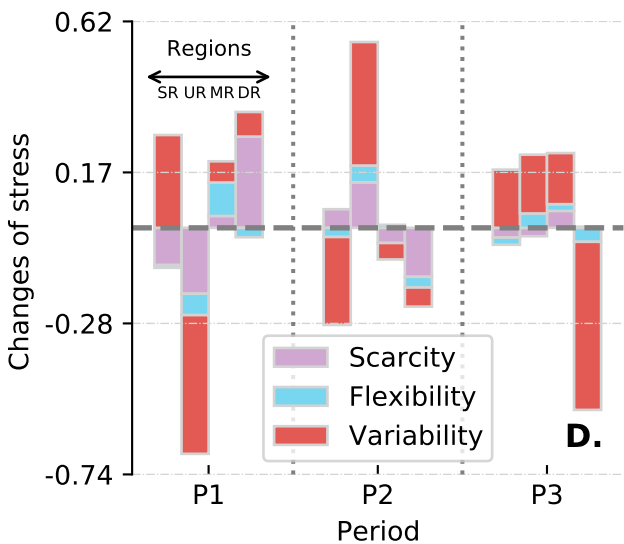 0.62
Regions
SR UR MR DR
0.17
Changes of stress
-0.28
Scarcity
Flexibility
Variability
D.
-0.74
P1 P2 P3
Period